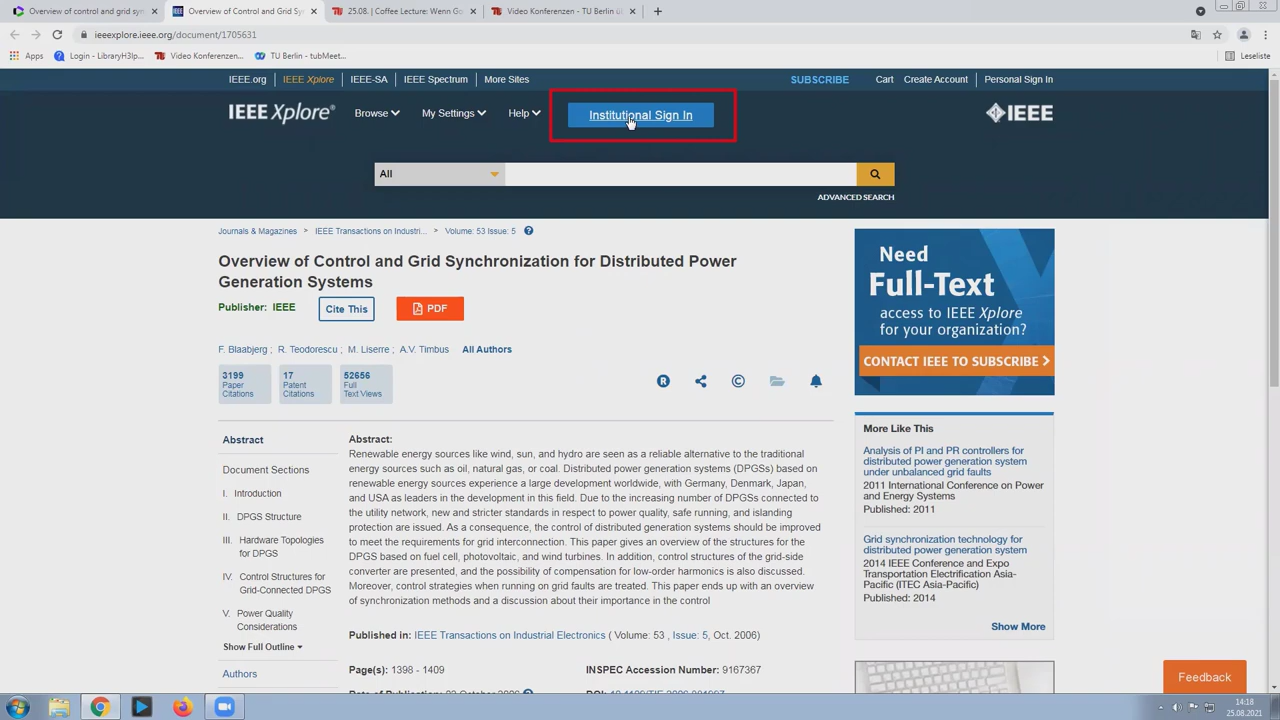 Overview of control and grid syn
Overview of Control and Grid Sy
25.08. | Coffee Lecture: Wenn Go
Video Konferenzen - TU Berlin ü
ieeexplore.ieee.org/document/1705631
Apps
Login - LibraryH3lp...
Video Konferenzen...
TU Berlin - tubMeet...
Leseliste
IEEE.org
IEEE Xplore
IEEE-SA
IEEE Spectrum
More Sites
SUBSCRIBE
Cart
Create Account
Personal Sign In
IEEE Xplore®
Browse
My Settings
Help
Institutional Sign In
IEEE
All
ADVANCED SEARCH
Journals & Magazines > IEEE Transactions on Industri... > Volume: 53 Issue: 5
Overview of Control and Grid Synchronization for Distributed Power
Generation Systems
Publisher: IEEE
Cite This
PDF
F. Blaabjerg ; R. Teodorescu ; M. Liserre ; A.V. Timbus All Authors
3199
Paper
Citations
17
Patent
Citations
52656
Full
Text Views
Abstract
Document Sections
I. Introduction
II. DPGS Structure
III. Hardware Topologies
for DPGS
IV. Control Structures for
Grid-Connected DPGS
V. Power Quality
Considerations
Show Full Outline
Authors
Abstract:
Renewable energy sources like wind, sun, and hydro are seen as a reliable alternative to the traditional
energy sources such as oil, natural gas, or coal. Distributed power generation systems (DPGSs) based on
renewable energy sources experience a large development worldwide, with Germany, Denmark, Japan,
and USA as leaders in the development in this field. Due to the increasing number of DPGSs connected to
the utility network, new and stricter standards in respect to power quality, safe running, and islanding
protection are issued. As a consequence, the control of distributed generation systems should be improved
to meet the requirements for grid interconnection. This paper gives an overview of the structures for the
DPGS based on fuel cell, photovoltaic, and wind turbines. In addition, control structures of the grid-side
converter are presented, and the possibility of compensation for low-order harmonics is also discussed.
Moreover, control strategies when running on grid faults are treated. This paper ends up with an overview
of synchronization methods and a discussion about their importance in the control
Published in: IEEE Transactions on Industrial Electronics ( Volume: 53 , Issue: 5, Oct. 2006)
Page(s): 1398 - 1409
INSPEC Accession Number: 9167367
Need
Full-Text
access to IEEE Xplore
for your organization?
CONTACT IEEE TO SUBSCRIBE >
More Like This
Analysis of PI and PR controllers for
distributed power generation system
under unbalanced grid faults
2011 International Conference on Power
and Energy Systems
Published: 2011
Grid synchronization technology for
distributed power generation system
2014 IEEE Conference and Expo
Transportation Electrification Asia-
Pacific (ITEC Asia-Pacific)
Published: 2014
Show More
Feedback
14:18
25.08.2021